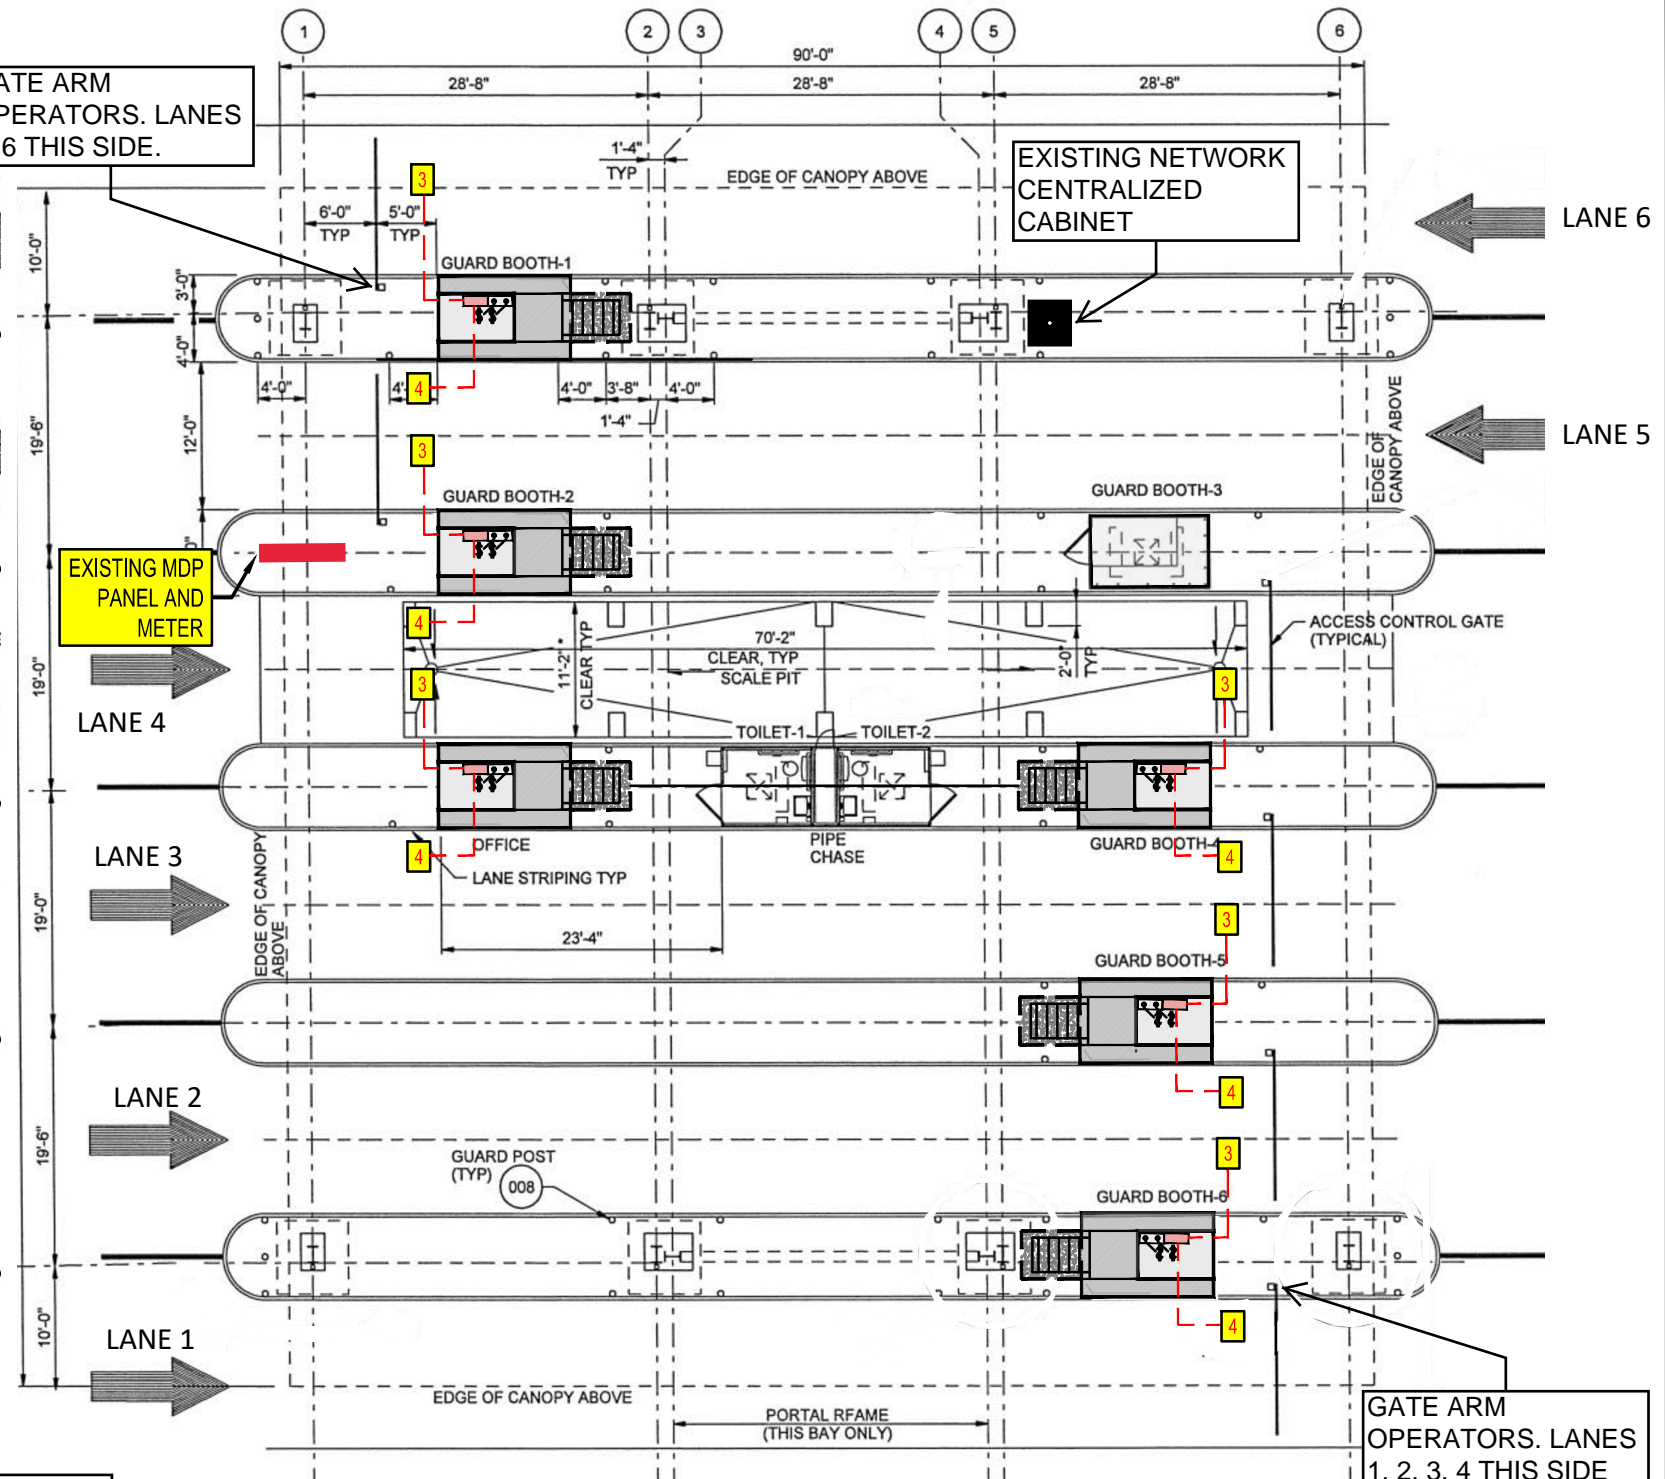 1
2
3
4
5
6
90'-0"
28'-8"
28'-8"
28'-8"
ATE ARM
PERATORS. LANES
6 THIS SIDE.
1'-4"
TYP
EDGE OF CANOPY ABOVE
EXISTING NETWORK
CENTRALIZED
CABINET
LANE 6
3
6'-0"
TYP
5'-0"
TYP
10'-0"
GUARD BOOTH-1
3'-0"
4'-0"
4'-0"
4
4'-0"
3'-8"
4'-0"
1'-4"
19'-6"
12'-0"
EDGE OF
CANOPY ABOVE
LANE 5
3
GUARD BOOTH-2
GUARD BOOTH-3
EXISTING MDP
PANEL AND
METER
4
11'-2"*
CLEAR TYP
70'-2"
CLEAR, TYP
SCALE PIT
2'-0"
TYP
ACCESS CONTROL GATE
(TYPICAL)
19'-0"
3
3
LANE 4
TOILET-1
TOILET-2
OFFICE
PIPE
CHASE
GUARD BOOTH-4
4
4
LANE 3
LANE STRIPING TYP
19'-0"
EDGE OF CANOPY
ABOVE
23'-4"
3
GUARD BOOTH-5
4
LANE 2
19'6"
3
GUARD POST
(TYP)
008
GUARD BOOTH-6
4
10'-0"
LANE 1
EDGE OF CANOPY ABOVE
PORTAL RFAME
(THIS BAY ONLY)
GATE ARM
OPERATORS. LANES
1, 2, 3, 4 THIS SIDE